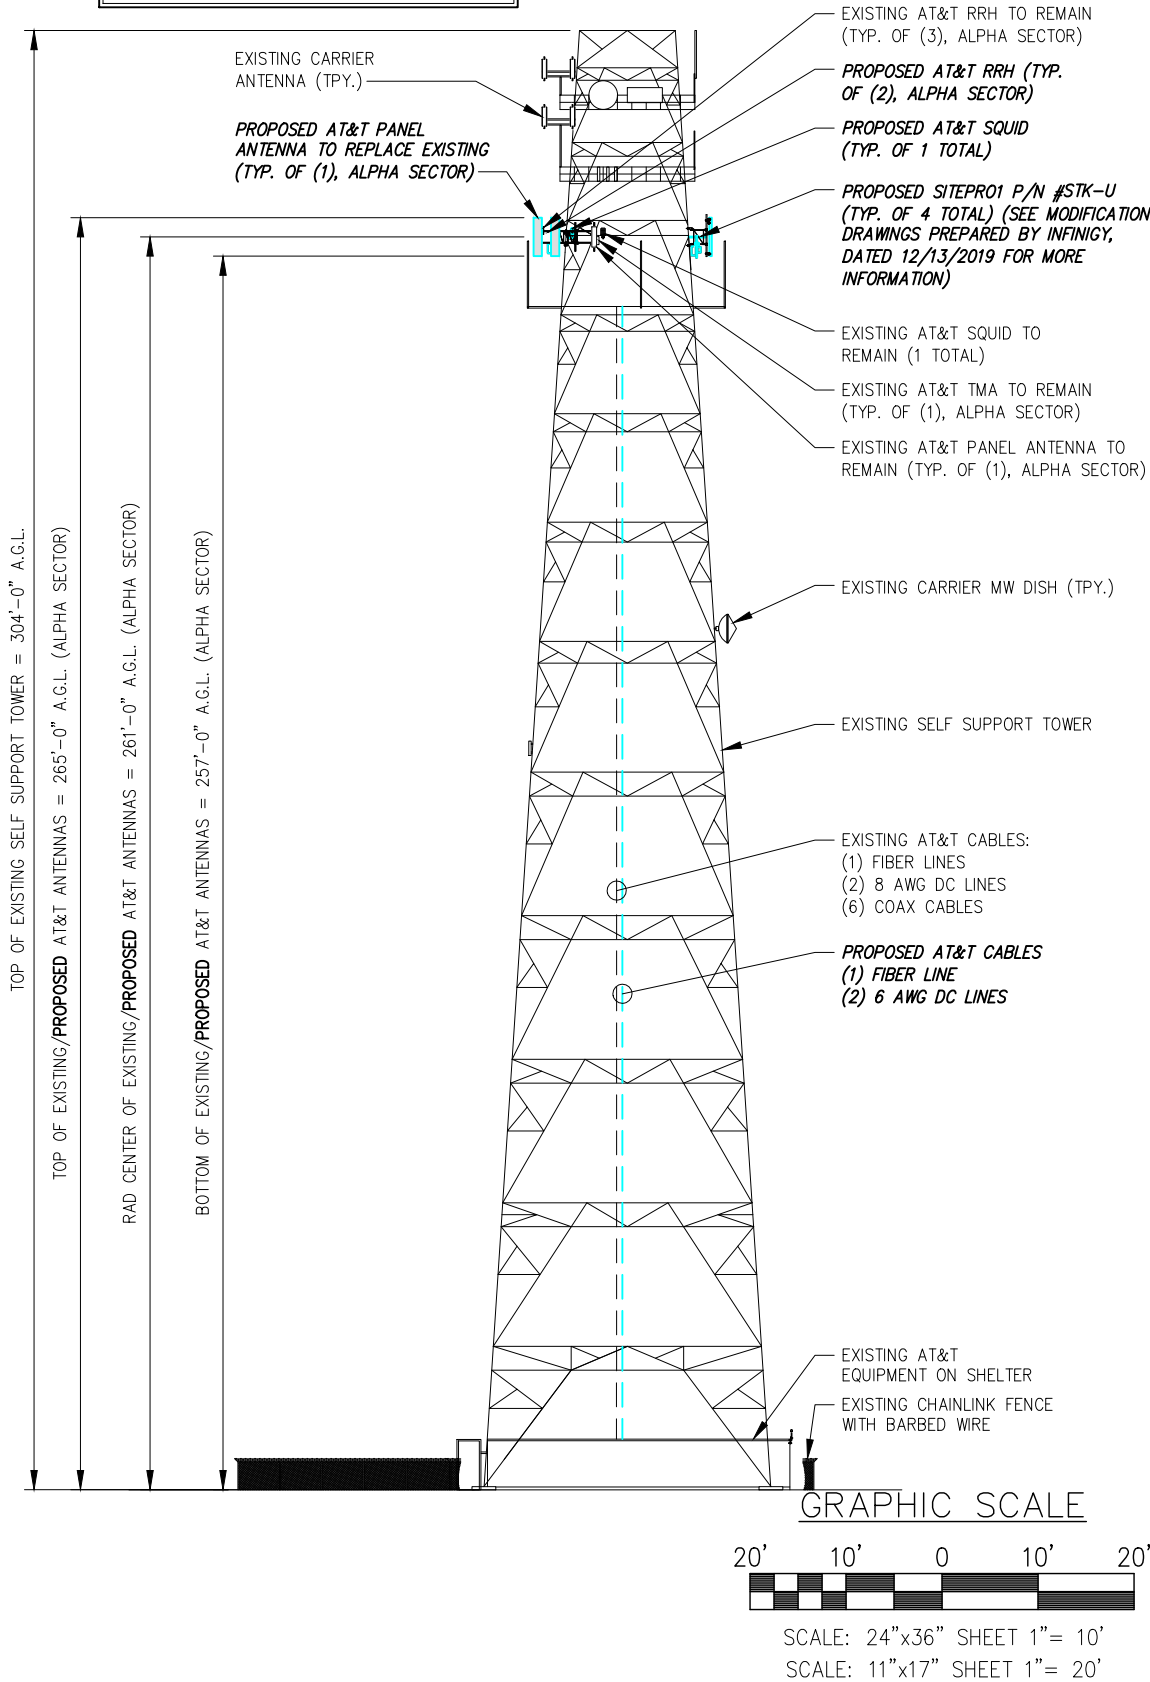 EXISTING CARRIER
ANTENNA (TPY.)
PROPOSED AT&T PANEL
ANTENNA TO REPLACE EXISTING
(TYP. OF (1), ALPHA SECTOR)
EXISTING AT&T RRH TO REMAIN
(TYP. OF (3), ALPHA SECTOR)
PROPOSED AT&T RRH (TYP.
OF (2), ALPHA SECTOR)
PROPOSED AT&T SQUID
(TYP. OF 1 TOTAL)
PROPOSED SITEPRO1 P/N #STK-U
(TYP. OF 4 TOTAL) (SEE MODIFICATION
DRAWINGS PREPARED BY INFINIGY,
DATED 12/13/2019 FOR MORE
INFORMATION)
EXISTING AT&T SQUID TO
REMAIN (1 TOTAL)
EXISTING AT&T TMA TO REMAIN
(TYP. OF (1), ALPHA SECTOR)
EXISTING AT&T PANEL ANTENNA TO
REMAIN (TYP. OF (1), ALPHA SECTOR)
TOP OF EXISTING SELF SUPPORT TOWER = 304'-0" A.G.L.
TOP OF EXISTING/PROPOSED AT&T ANTENNAS = 265'-0" A.G.L. (ALPHA SECTOR)
RAD CENTER OF EXISTING/PROPOSED AT&T ANTENNAS = 261'-0" A.G.L. (ALPHA SECTOR)
BOTTOM OF EXISTING/PROPOSED AT&T ANTENNAS = 257'-0" A.G.L. (ALPHA SECTOR)
EXISTING CARRIER MW DISH (TPY.)
EXISTING SELF SUPPORT TOWER
EXISTING AT&T CABLES:
(1) FIBER LINES
(2) 8 AWG DC LINES
(6) COAX CABLES
PROPOSED AT&T CABLES
(1) FIBER LINE
(2) 6 AWG DC LINES
EXISTING AT&T
EQUIPMENT ON SHELTER
EXISTING CHAINLINK FENCE
WITH BARBED WIRE
GRAPHIC SCALE
20' 10' 0 10' 20'
SCALE: 24"x36" SHEET 1"= 10'
SCALE: 11"x17" SHEET 1"= 20'